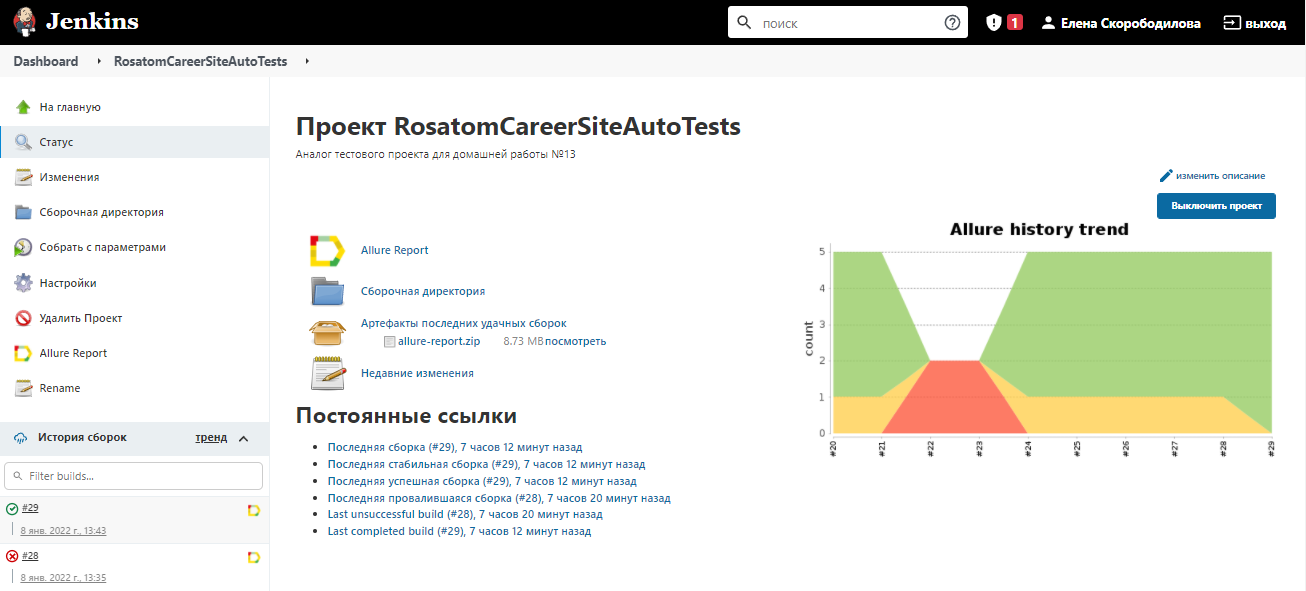 Jenkins
поиск
1
Елена Скорободилова
выход
Dashboard
RosatomCareerSiteAutoTests
На главную
Статус
Изменения
Сборочная директория
Собрать с параметрами
Настройки
Удалить Проект
Allure Report
Rename
История сборок
тренд
Filter builds...
#29
8 янв. 2022 г., 13:43
#28
8 янв. 2022 г., 13:35
Проект RosatomCareerSiteAutoTests
Аналог тестового проекта для домашней работы №13
изменить описание
Выключить проект
Allure Report
Сборочная директория
Артефакты последних удачных сборок
allure-report.zip 8.73 MB посмотреть
Недавние изменения
Постоянные ссылки
Последняя сборка (#29), 7 часов 12 минут назад
Последняя стабильная сборка (#29), 7 часов 12 минут назад
Последняя успешная сборка (#29), 7 часов 12 минут назад
Последняя провалившаяся сборка (#28), 7 часов 20 минут назад
Last unsuccessful build (#28), 7 часов 20 минут назад
Last completed build (#29), 7 часов 12 минут назад
Allure history trend
count
5
4
3
2
1
0
#20 #21 #22 #23 #24 #25 #26 #27 #28 #29